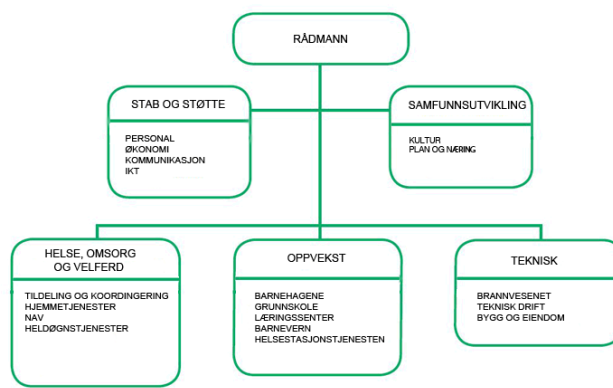 RÅDMANN
STAB OG STØTTE
PERSONAL
ØKONOMI
KOMMUNIKASJON
IKT
SAMFUNNSUTVIKLING
KULTUR
PLAN OG NÆRING
HELSE, OMSORG
OG VELFERD
TILDELING OG KOORDINGERING
HJEMMETJENESTER
NAV
HELDØGNSTJENESTER
OPPVEKST
BARNEHAGENE
GRUNNSKOLE
LÆRINGSSENTER
BARNEVERN
HELSESTASJONSTJENESTEN
TEKNISK
BRANNVESENET
TEKNISK DRIFT
BYGG OG EIENDOM